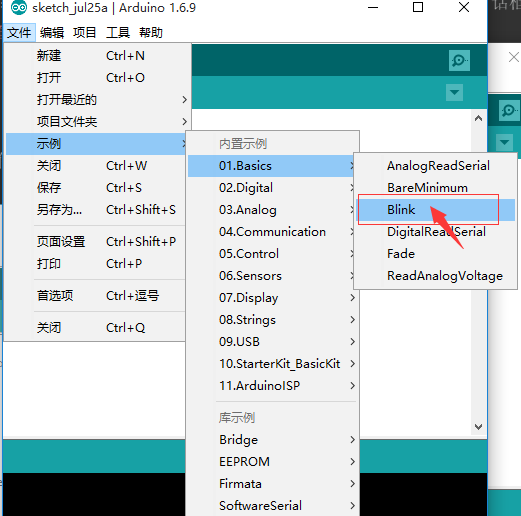 sketch_jul25a | Arduino 1.6.9
话框
文件 编辑 项目 工具 帮助
新建 Ctrl+N
打开 Ctrl+O
打开最近的
项目文件夹
示例
关闭 Ctrl+W
保存 Ctrl+S
另存为... Ctrl+Shift+S
页面设置 Ctrl+Shift+P
打印 Ctrl+P
首选项 Ctrl+逗号
关闭 Ctrl+Q
内置示例
01.Basics
02.Digital
03.Analog
04.Communication
05.Control
06.Sensors
07.Display
08.Strings
09.USB
10.StarterKit_BasicKit
11.ArduinoISP
库示例
Bridge
EEPROM
Firmata
SoftwareSerial
AnalogReadSerial
BareMinimum
Blink
DigitalReadSerial
Fade
ReadAnalogVoltage